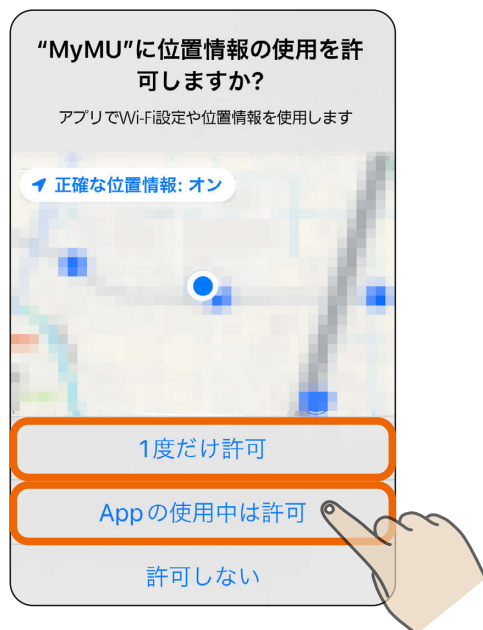 “MyMU”に位置情報の使用を許
可しますか?
アプリでWi-Fi設定や位置情報を使用します
正確な位置情報: オン
1度だけ許可
Appの使用中は許可
許可しない